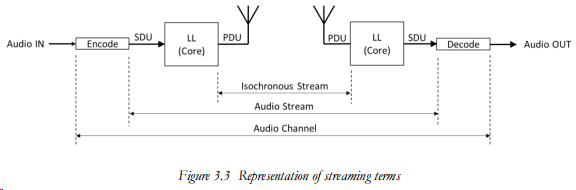 Audio IN
Encode
SDU
LL
(Core)
PDU
PDU
LL
(Core)
SDU
Decode
Audio OUT
Isochronous Stream
Audio Stream
Audio Channel
Figure 3.3 Representation of streaming terms